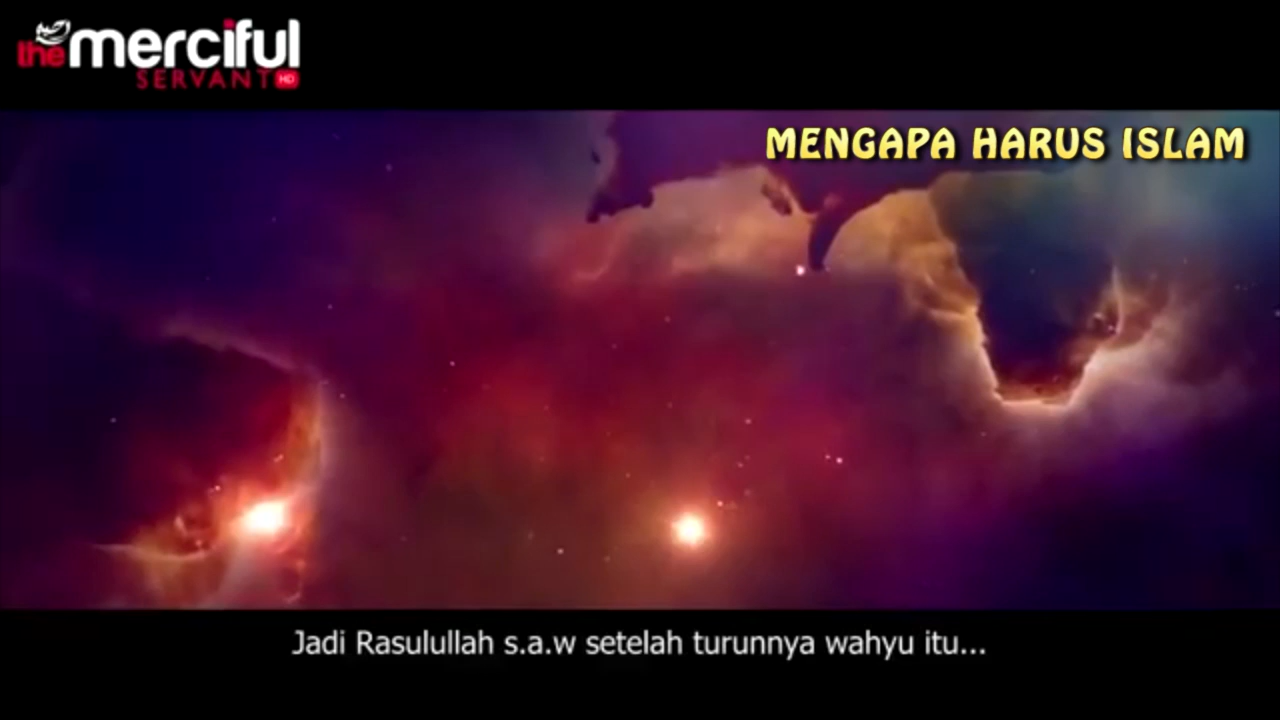 the merciful
SERVANT HD
MENGAPA HARUS ISLAM
Jadi Rasulullah s.a.w setelah turunnya wahyu itu...